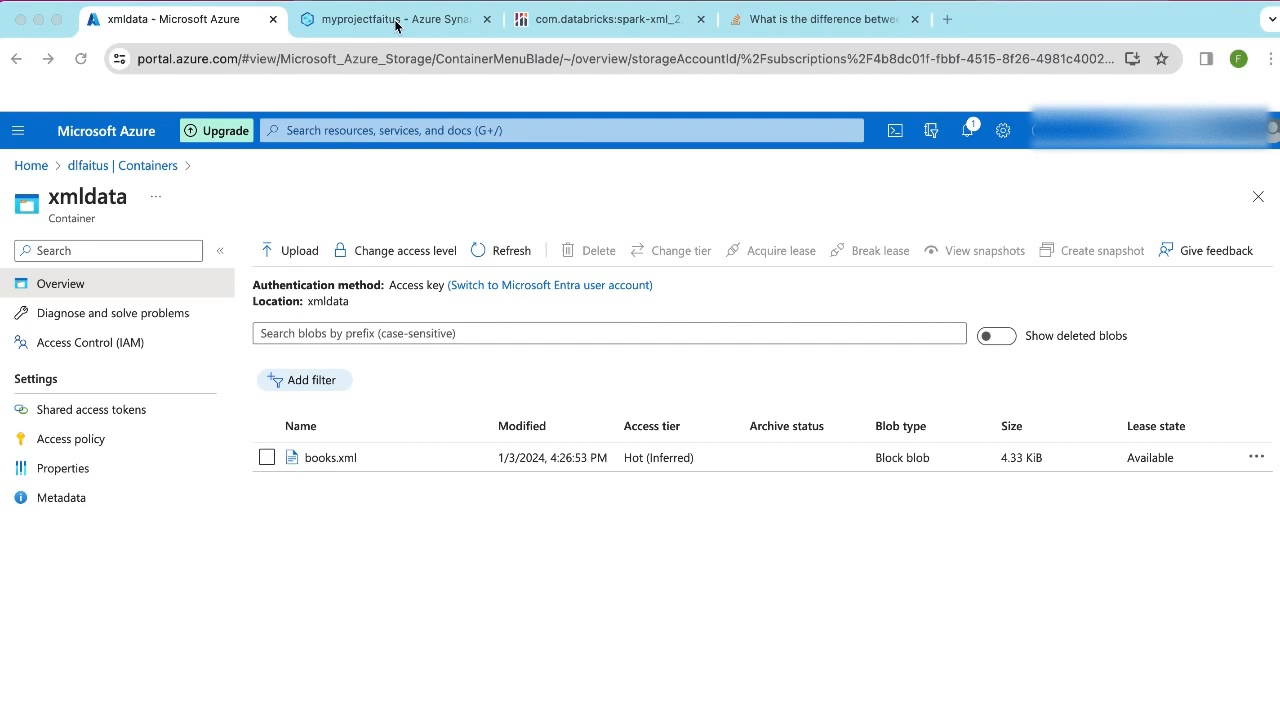 xmldata - Microsoft Azure
myprojectfaitus - Azure Syna
com.databricks:spark-xml_2.
What is the difference betwe
portal.azure.com/#view/Microsoft_Azure_Storage/ContainerMenuBlade/~/overview/storageAccountId/%2Fsubscriptions%2F4b8dc01f-fbbf-4515-8f26-4981c4002...
F
Microsoft Azure
Upgrade
Search resources, services, and docs (G+/)
1
Home > dlfaitus | Containers >
xmldata ...
Container
Search
«
Upload
Change access level
Refresh
Delete
Change tier
Acquire lease
Break lease
View snapshots
Create snapshot
Give feedback
Overview
Diagnose and solve problems
Access Control (IAM)
Settings
Shared access tokens
Access policy
Properties
Metadata
Authentication method: Access key (Switch to Microsoft Entra user account)
Location: xmldata
Search blobs by prefix (case-sensitive)
Show deleted blobs
Add filter
Name Modified Access tier Archive status Blob type Size Lease state
books.xml 1/3/2024, 4:26:53 PM Hot (Inferred) Block blob 4.33 KiB Available ...